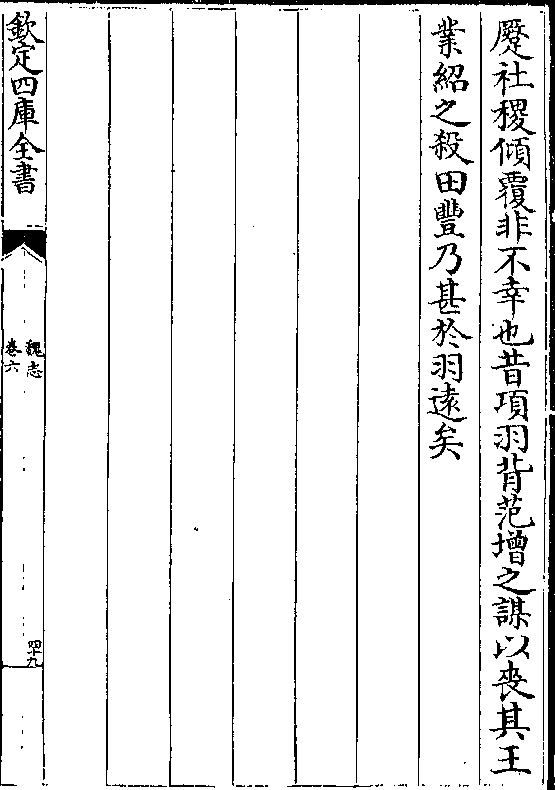 蹷社稷傾覆非不幸也昔項羽背范增之謀以喪其王
業紹之殺田豐乃甚於羽遠矣
欽定四庫全書
魏志
卷六
四十九